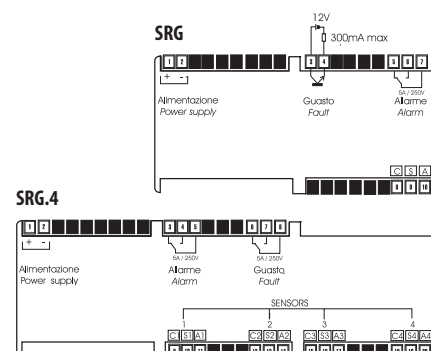 SRG
12V
300mA max
1 2 3 4 5 6 7
+ -
5A / 250V
Alimentazione
Power supply
Guasto
Fault
Allarme
Alarm
C S A
8 9 10
SRG.4
1 2 3 4 5 6 7 8
+ -
5A / 250V
5A / 250V
Alimentazione
Power supply
Allarme
Alarm
Guasto
Fault
SENSORS
1 2 3 4
C1 S1 A1 C2 S2 A2 C3 S3 A3 C4 S4 A4